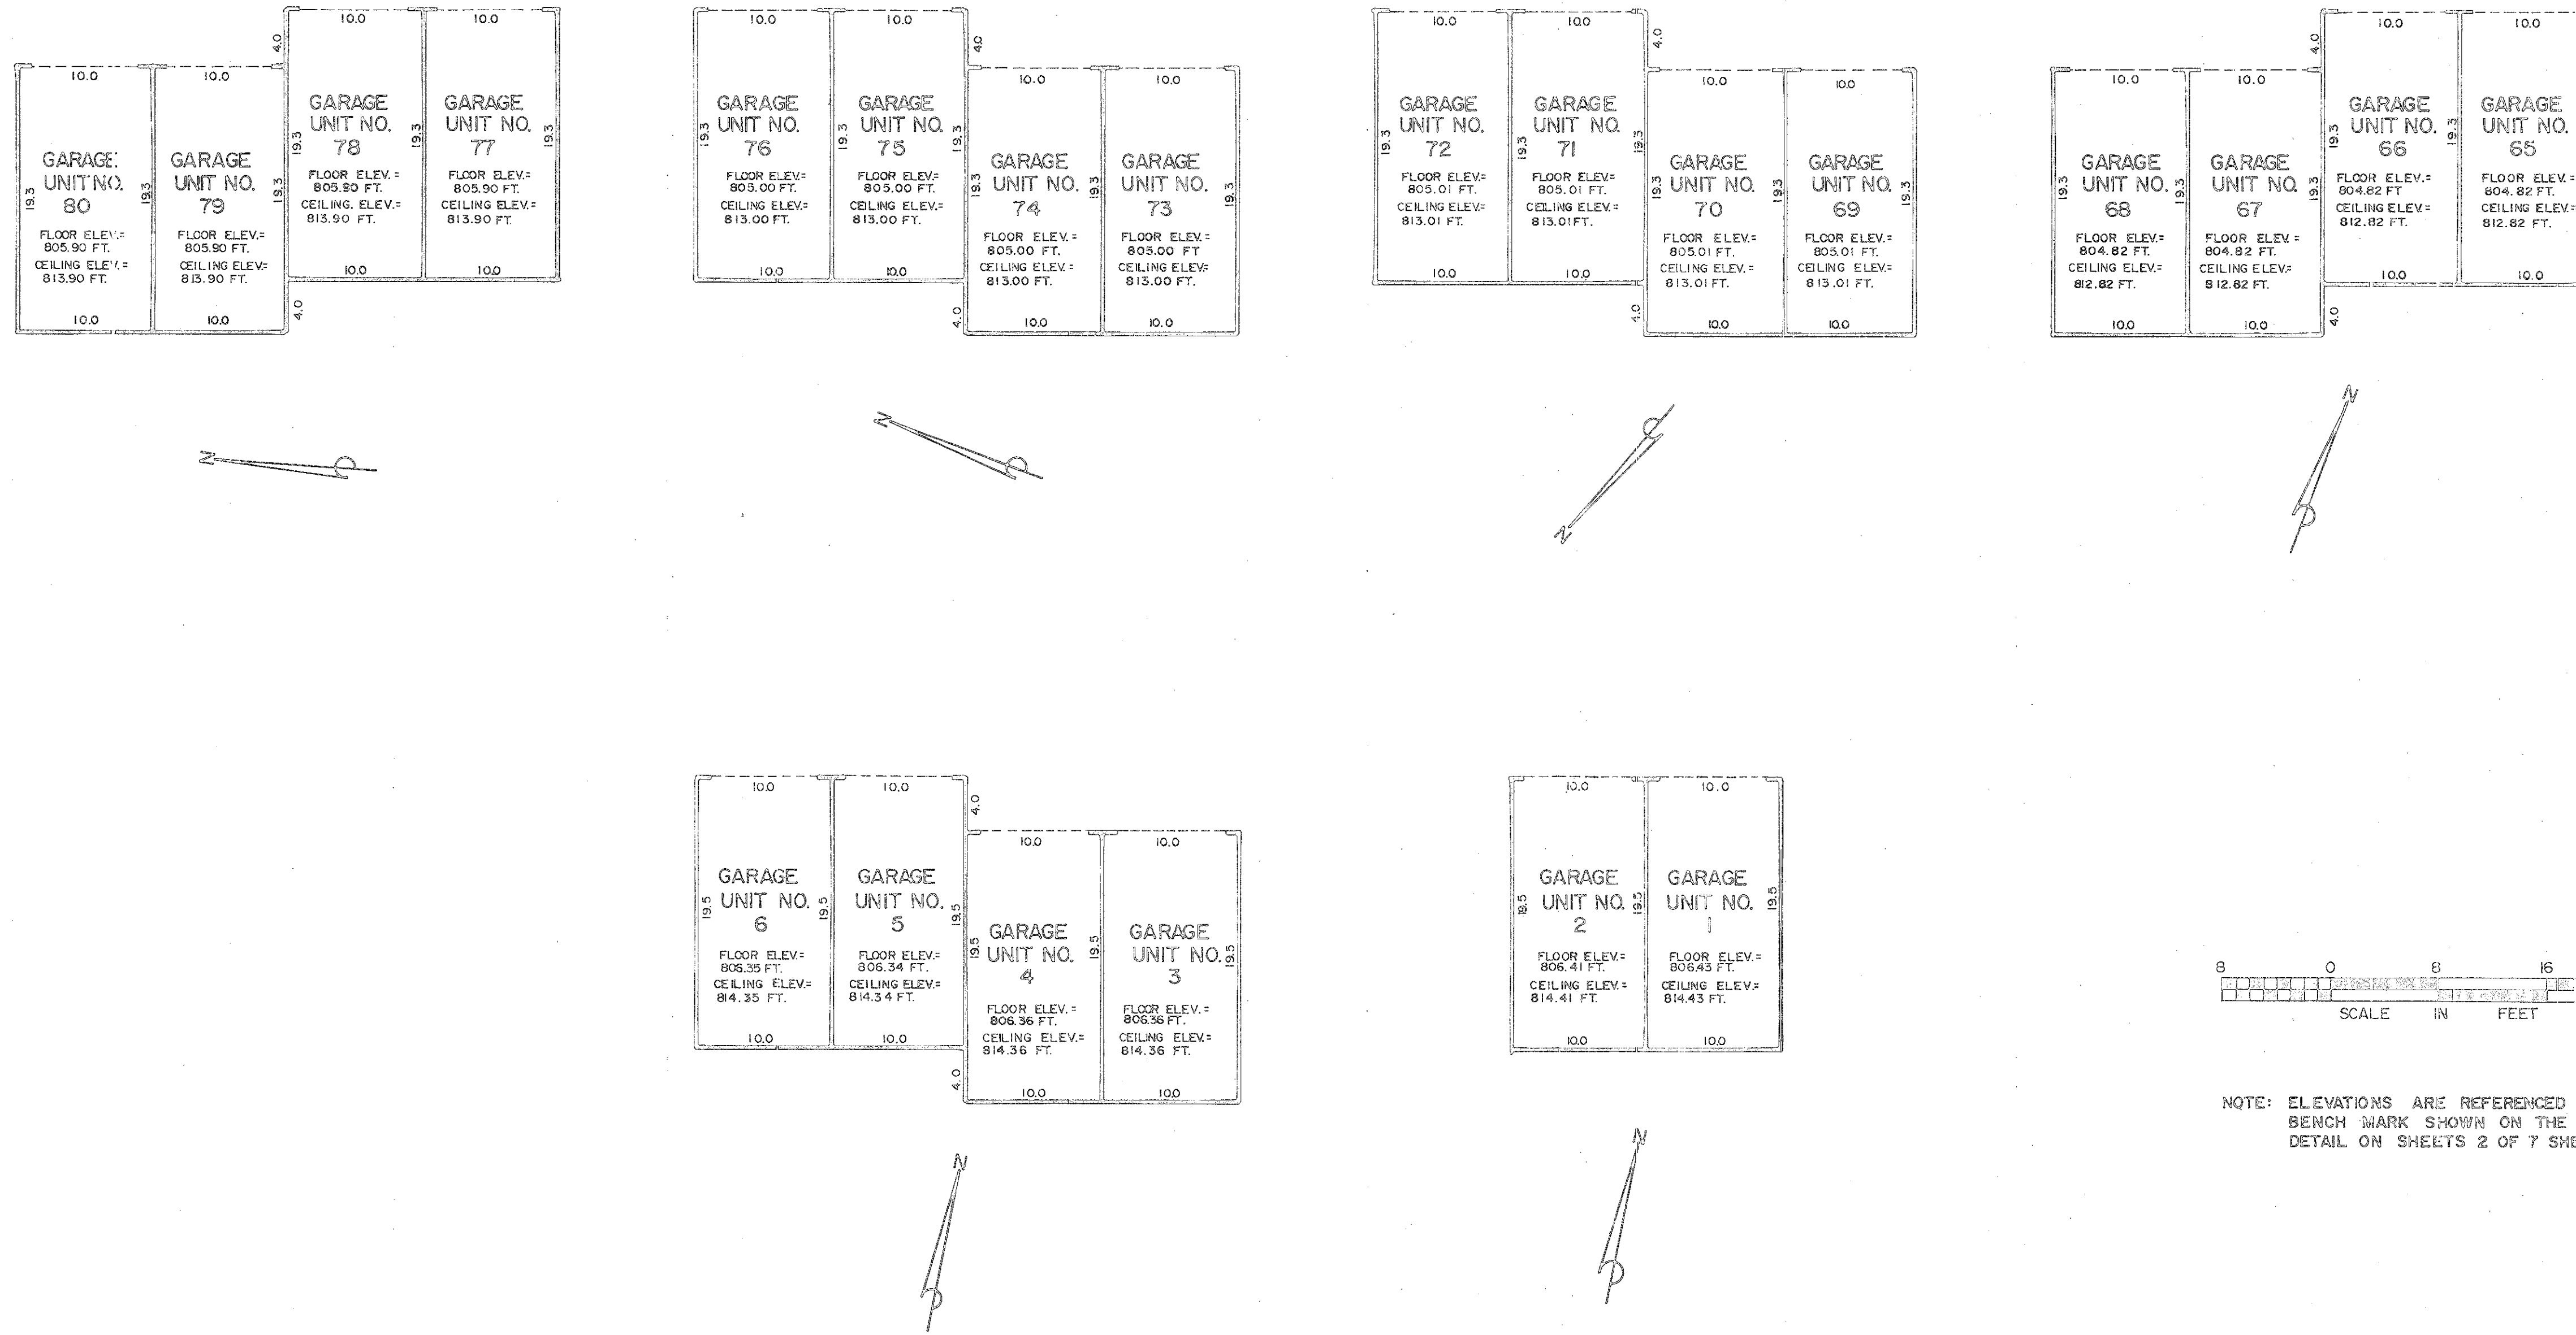 10.0
10.0
4.0
10.0
10.0
GARAGE
UNIT NO.
80
FLOOR ELEV.=
805.90 FT.
CEILING ELEV.=
813.90 FT.
19.3
19.3
10.0
GARAGE
UNIT NO.
79
FLOOR ELEV.=
805.90 FT.
CEILING ELEV.=
813.90 FT.
19.3
10.0
GARAGE
UNIT NO.
78
FLOOR ELEV.=
805.90 FT.
CEILING ELEV.=
813.90 FT.
19.3
19.3
10.0
4.0
GARAGE
UNIT NO.
77
FLOOR ELEV.=
805.90 FT.
CEILING ELEV.=
813.90 FT.
19.3
10.0
N
10.0
10.0
4.0
10.0
10.0
GARAGE
UNIT NO.
76
FLOOR ELEV.=
805.00 FT.
CEILING ELEV.=
813.00 FT.
19.3
19.3
10.0
GARAGE
UNIT NO.
75
FLOOR ELEV.=
805.00 FT.
CEILING ELEV.=
813.00 FT.
19.3
10.0
GARAGE
UNIT NO.
74
FLOOR ELEV.=
805.00 FT.
CEILING ELEV.=
813.00 FT.
19.3
19.3
4.0
10.0
GARAGE
UNIT NO.
73
FLOOR ELEV.=
805.00 FT
CEILING ELEV.=
813.00 FT.
19.3
10.0
N
10.0
10.0
4.0
10.0
10.0
GARAGE
UNIT NO.
72
FLOOR ELEV.=
805.01 FT.
CEILING ELEV.=
813.01 FT.
19.3
19.3
10.0
GARAGE
UNIT NO.
71
FLOOR ELEV.=
805.01 FT.
CEILING ELEV.=
813.01 FT.
19.3
10.0
GARAGE
UNIT NO.
70
FLOOR ELEV.=
805.01 FT.
CEILING ELEV.=
813.01 FT.
19.3
19.3
4.0
10.0
GARAGE
UNIT NO.
69
FLOOR ELEV.=
805.01 FT.
CEILING ELEV.=
813.01 FT.
19.3
10.0
N
10.0
10.0
4.0
10.0
10.0
GARAGE
UNIT NO.
68
FLOOR ELEV.=
804.82 FT.
CEILING ELEV.=
812.82 FT.
19.3
19.3
10.0
GARAGE
UNIT NO.
67
FLOOR ELEV.=
804.82 FT.
CEILING ELEV.=
812.82 FT.
19.3
10.0
4.0
GARAGE
UNIT NO.
66
FLOOR ELEV.=
804.82 FT
CEILING ELEV.=
812.82 FT.
19.3
19.3
10.0
GARAGE
UNIT NO.
65
FLOOR ELEV.=
804.82 FT.
CEILING ELEV.=
812.82 FT.
10.0
N
10.0
10.0
4.0
10.0
10.0
GARAGE
UNIT NO.
6
FLOOR ELEV.=
806.35 FT.
CEILING ELEV.=
814.35 FT.
19.5
19.5
10.0
GARAGE
UNIT NO.
5
FLOOR ELEV.=
806.34 FT.
CEILING ELEV.=
814.34 FT.
19.5
10.0
GARAGE
UNIT NO.
4
FLOOR ELEV.=
806.36 FT.
CEILING ELEV.=
814.36 FT.
19.5
19.5
4.0
10.0
GARAGE
UNIT NO.
3
FLOOR ELEV.=
806.36 FT.
CEILING ELEV.=
814.36 FT.
19.5
10.0
N
10.0
10.0
GARAGE
UNIT NO.
2
FLOOR ELEV.=
806.41 FT.
CEILING ELEV.=
814.41 FT.
19.5
19.5
10.0
GARAGE
UNIT NO.
1
FLOOR ELEV.=
806.43 FT.
CEILING ELEV.=
814.43 FT.
19.5
10.0
N
8 0 8 16
SCALE IN FEET
NOTE: ELEVATIONS ARE REFERENCED
BENCH MARK SHOWN ON THE
DETAIL ON SHEETS 2 OF 7